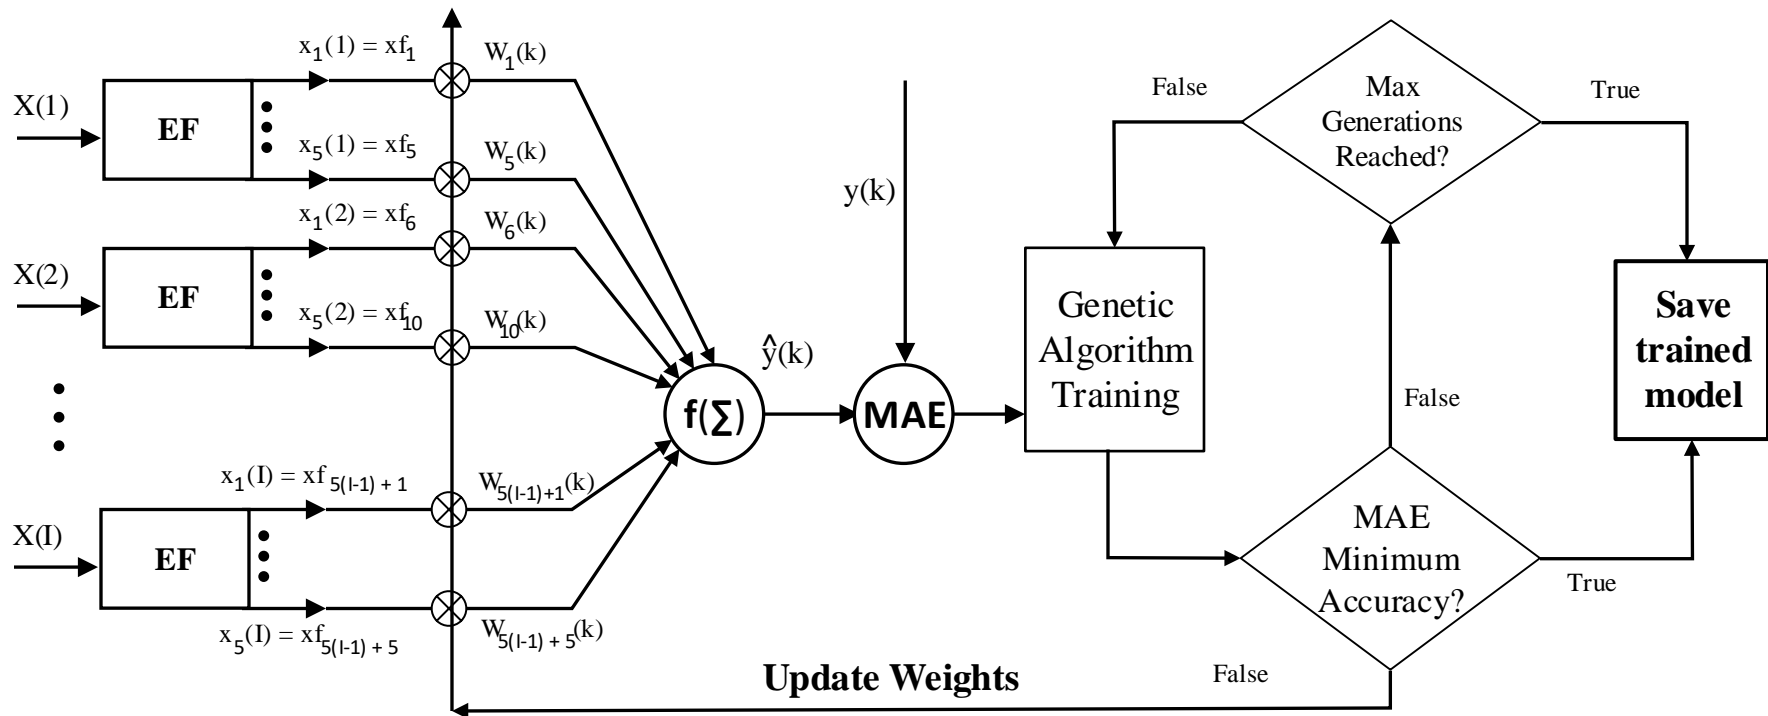 X(1)
EF
x₁(1) = xf₁
W₁(k)
x₅(1) = xf₅
W₅(k)
X(2)
EF
x₁(2) = xf₆
W₆(k)
x₅(2) = xf₁₀
W₁₀(k)
X(I)
EF
x₁(I) = xf₅₍I₋₁₎ ₊ ₁
W₅₍I₋₁₎₊₁(k)
x₅(I) = xf₅₍I₋₁₎ ₊ ₅
W₅₍I₋₁₎ ₊ ₅(k)
f(∑)
ŷ(k)
y(k)
MAE
Genetic
Algorithm
Training
False
Max
Generations
Reached?
True
False
MAE
Minimum
Accuracy?
True
Save
trained
model
False
Update Weights